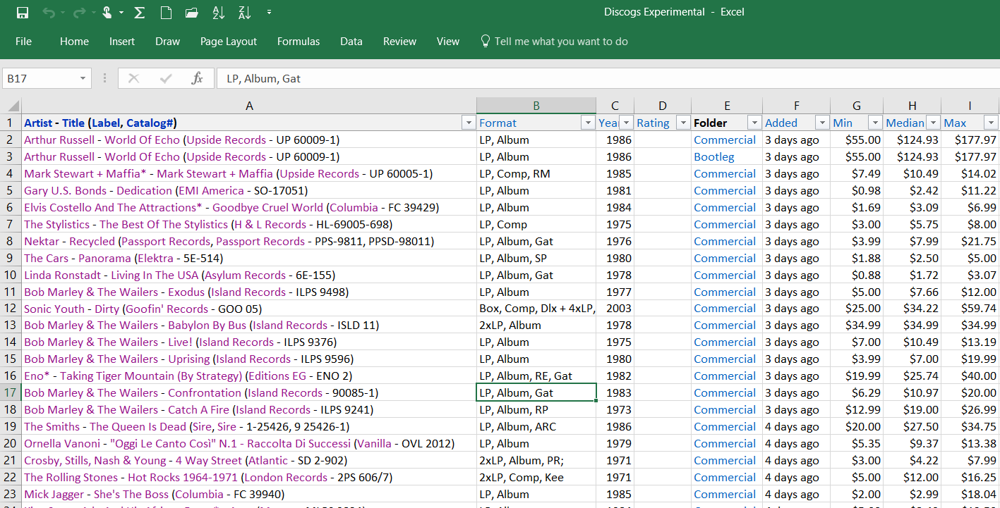 Discogs Experimental - Excel
File Home Insert Draw Page Layout Formulas Data Review View Tell me what you want to do
B17 fx LP, Album, Gat
A B C D E F G H I
1 Artist - Title (Label, Catalog#) Format Year Rating Folder Added Min Median Max
2 Arthur Russell - World Of Echo (Upside Records - UP 60009-1) LP, Album 1986 Commercial 3 days ago $55.00 $124.93 $177.97
3 Arthur Russell - World Of Echo (Upside Records - UP 60009-1) LP, Album 1986 Bootleg 3 days ago $55.00 $124.93 $177.97
4 Mark Stewart + Maffia* - Mark Stewart + Maffia (Upside Records - UP 60005-1) LP, Comp, RM 1985 Commercial 3 days ago $7.49 $10.49 $14.02
5 Gary U.S. Bonds - Dedication (EMI America - SO-17051) LP, Album 1981 Commercial 3 days ago $0.98 $2.42 $11.22
6 Elvis Costello And The Attractions* - Goodbye Cruel World (Columbia - FC 39429) LP, Album 1984 Commercial 3 days ago $1.69 $3.09 $6.99
7 The Stylistics - The Best Of The Stylistics (H & L Records - HL-69005-698) LP, Comp 1975 Commercial 3 days ago $3.00 $5.75 $8.00
8 Nektar - Recycled (Passport Records, Passport Records - PPS-9811, PPSD-98011) LP, Album, Gat 1976 Commercial 3 days ago $3.99 $7.99 $21.75
9 The Cars - Panorama (Elektra - 5E-514) LP, Album, SP 1980 Commercial 3 days ago $1.88 $2.50 $5.00
10 Linda Ronstadt - Living In The USA (Asylum Records - 6E-155) LP, Album, Gat 1978 Commercial 3 days ago $0.88 $1.72 $3.07
11 Bob Marley & The Wailers - Exodus (Island Records - ILPS 9498) LP, Album 1977 Commercial 3 days ago $5.00 $7.66 $12.00
12 Sonic Youth - Dirty (Goofin' Records - GOO 05) Box, Comp, Dlx + 4xLP, 2003 Commercial 3 days ago $25.00 $34.22 $59.74
13 Bob Marley & The Wailers - Babylon By Bus (Island Records - ISLD 11) 2xLP, Album 1978 Commercial 3 days ago $34.99 $34.99 $34.99
14 Bob Marley & The Wailers - Live! (Island Records - ILPS 9376) LP, Album 1975 Commercial 3 days ago $7.00 $10.49 $13.19
15 Bob Marley & The Wailers - Uprising (Island Records - ILPS 9596) LP, Album 1980 Commercial 3 days ago $3.99 $7.00 $19.99
16 Eno* - Taking Tiger Mountain (By Strategy) (Editions EG - ENO 2) LP, Album, RE, Gat 1982 Commercial 3 days ago $19.99 $25.74 $40.00
17 Bob Marley & The Wailers - Confrontation (Island Records - 90085-1) LP, Album, Gat 1983 Commercial 3 days ago $6.29 $10.97 $20.00
18 Bob Marley & The Wailers - Catch A Fire (Island Records - ILPS 9241) LP, Album, RP 1973 Commercial 3 days ago $12.99 $19.00 $26.99
19 The Smiths - The Queen Is Dead (Sire, Sire - 1-25426, 9 25426-1) LP, Album, ARC 1986 Commercial 4 days ago $20.00 $27.50 $34.75
20 Ornella Vanoni - "Oggi Le Canto Così" N.1 - Raccolta Di Successi (Vanilla - OVL 2012) LP, Album 1979 Commercial 4 days ago $5.35 $9.37 $13.38
21 Crosby, Stills, Nash & Young - 4 Way Street (Atlantic - SD 2-902) 2xLP, Album, PR; 1971 Commercial 4 days ago $3.00 $4.22 $7.99
22 The Rolling Stones - Hot Rocks 1964-1971 (London Records - 2PS 606/7) 2xLP, Comp, Kee 1971 Commercial 4 days ago $5.00 $12.00 $16.25
23 Mick Jagger - She's The Boss (Columbia - FC 39940) LP, Album 1985 Commercial 4 days ago $2.00 $2.99 $18.04